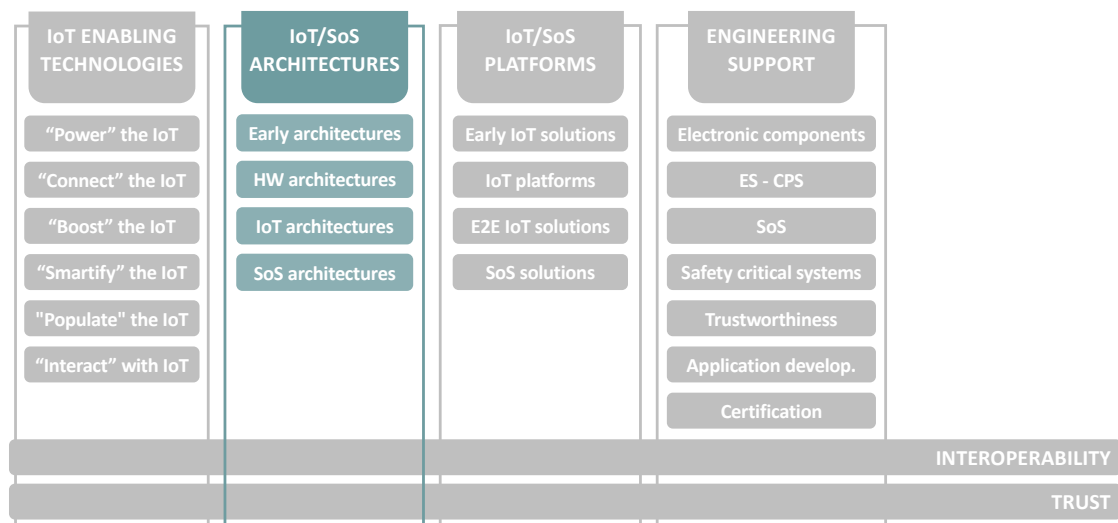 IoT ENABLING
TECHNOLOGIES
“Power” the IoT
“Connect” the IoT
“Boost” the IoT
“Smartify” the IoT
"Populate" the IoT
“Interact” with IoT
IoT/SoS
ARCHITECTURES
Early architectures
HW architectures
IoT architectures
SoS architectures
IoT/SoS
PLATFORMS
Early IoT solutions
IoT platforms
E2E IoT solutions
SoS solutions
ENGINEERING
SUPPORT
Electronic components
ES - CPS
SoS
Safety critical systems
Trustworthiness
Application develop.
Certification
INTEROPERABILITY
TRUST